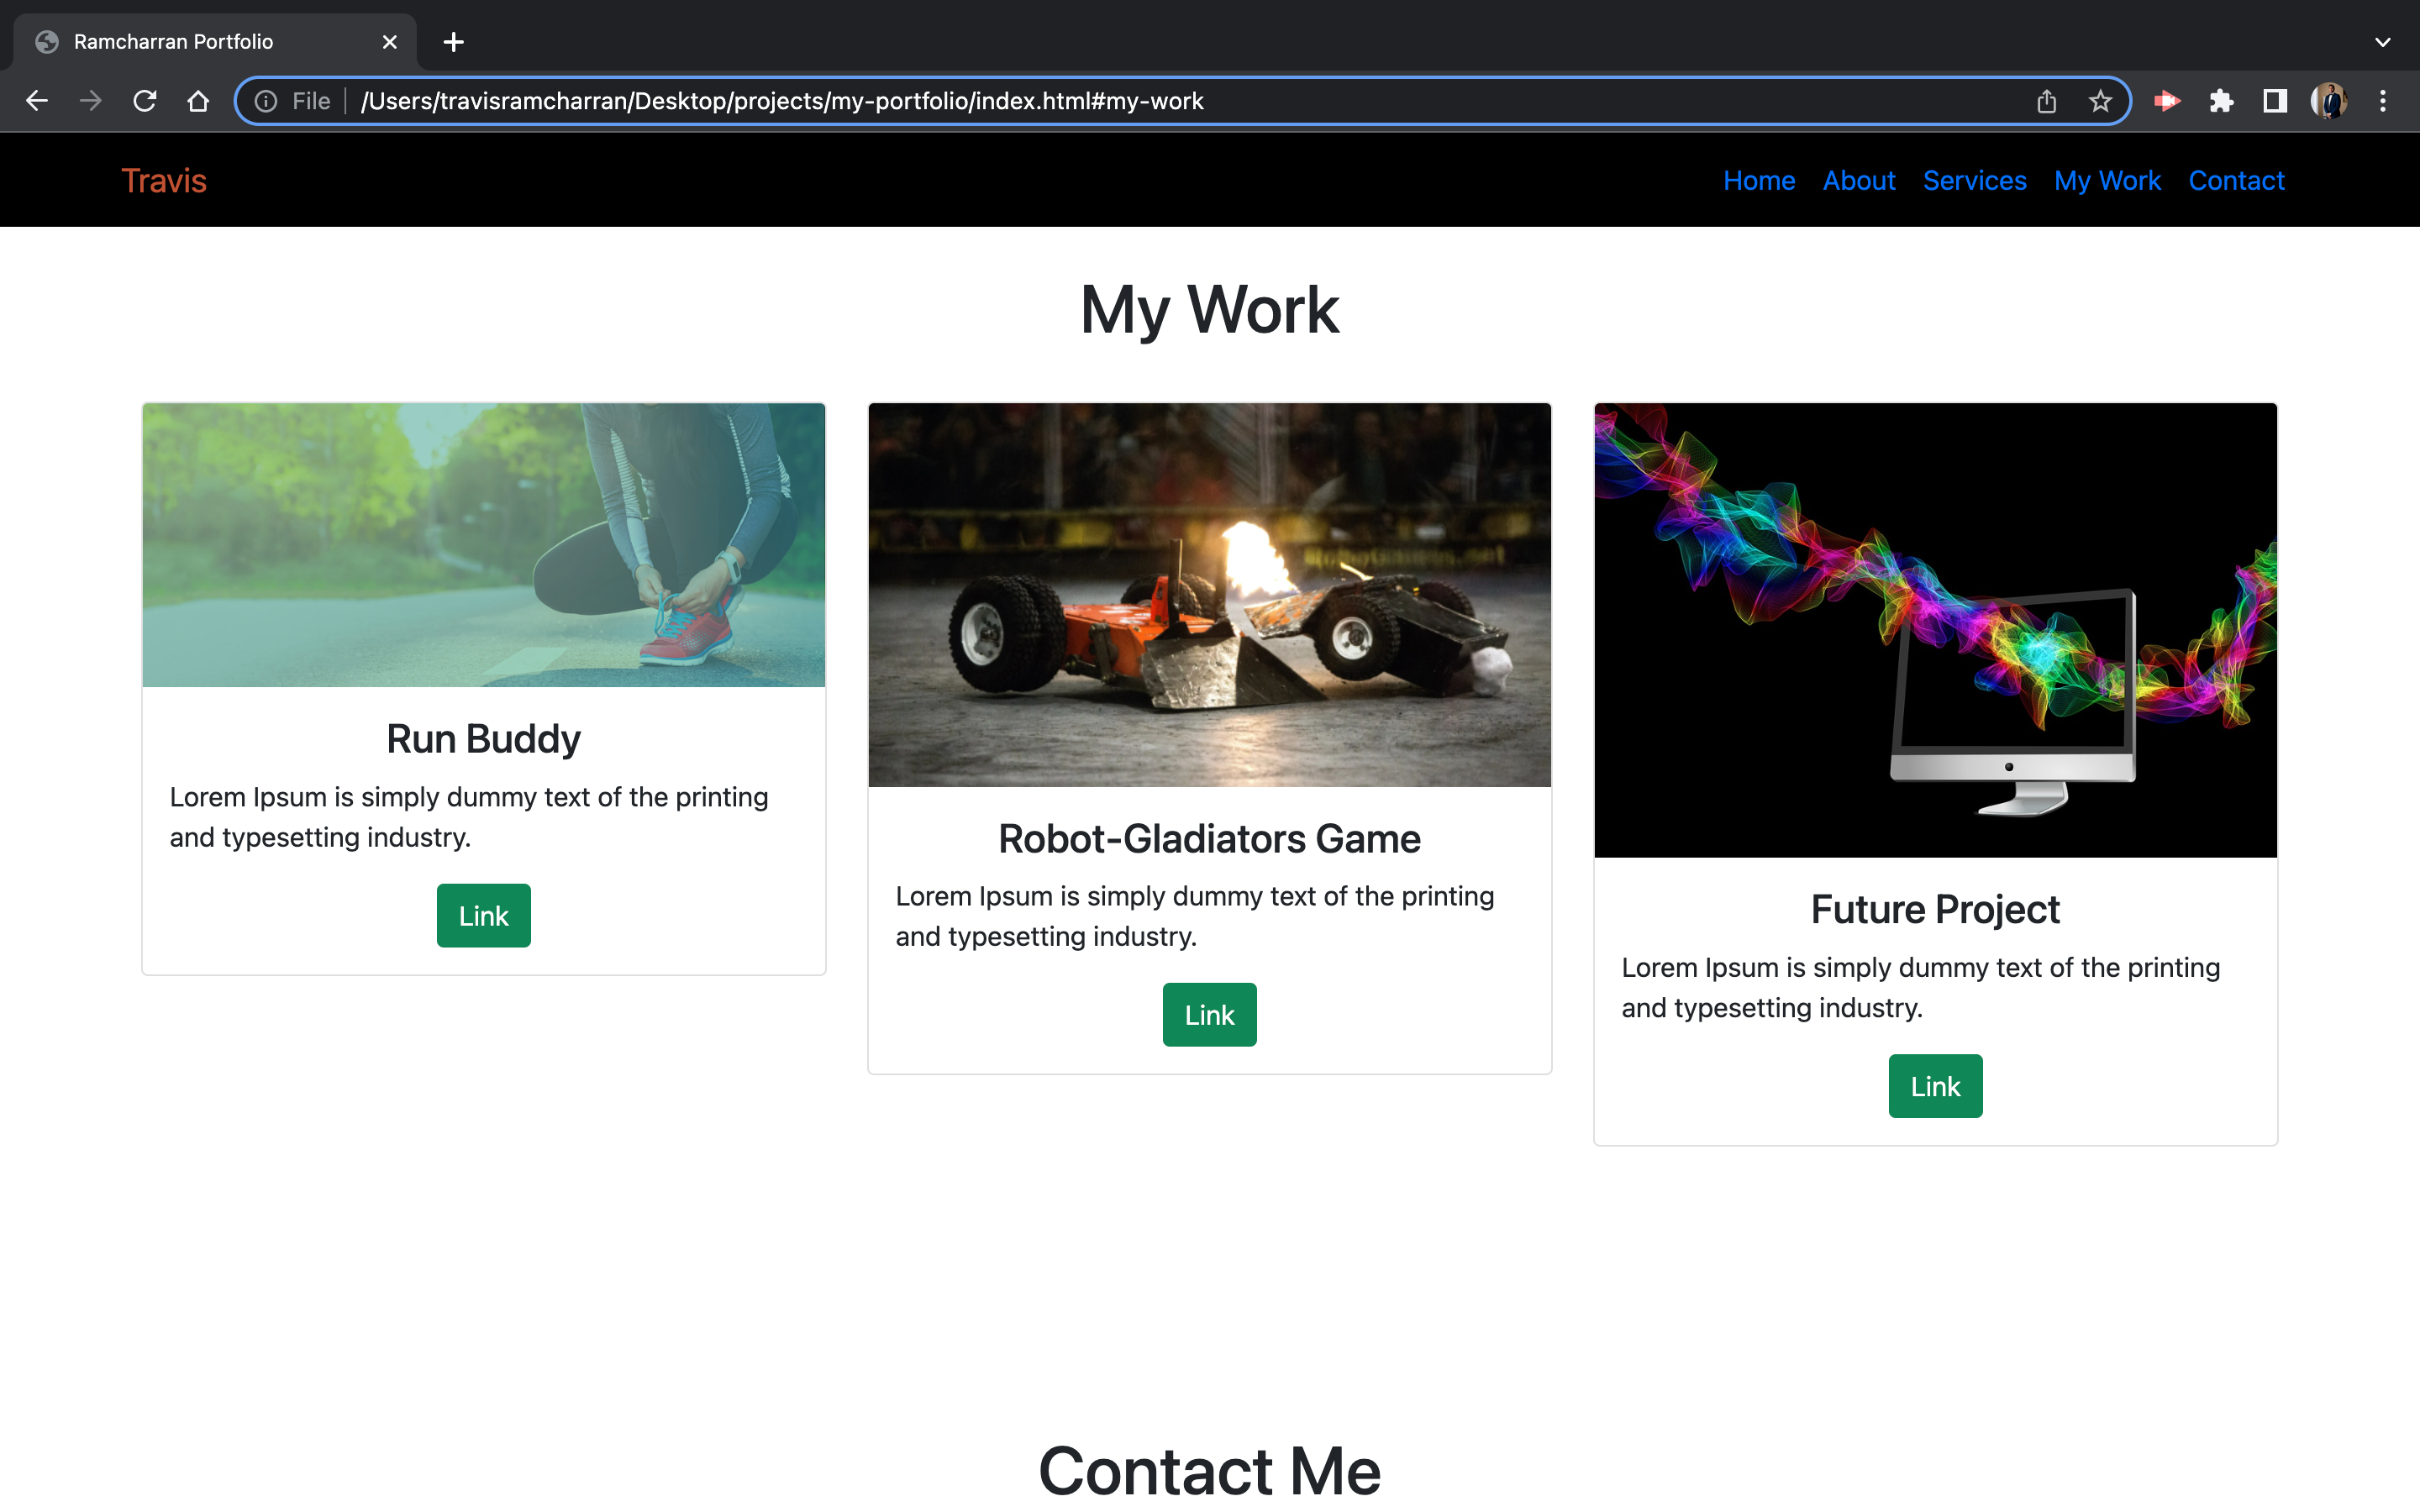 Ramcharran Portfolio
File /Users/travisramcharran/Desktop/projects/my-portfolio/index.html#my-work
Travis
Home About Services My Work Contact
My Work
Run Buddy
Lorem Ipsum is simply dummy text of the printing
and typesetting industry.
Link
Robot-Gladiators Game
Lorem Ipsum is simply dummy text of the printing
and typesetting industry.
Link
Future Project
Lorem Ipsum is simply dummy text of the printing
and typesetting industry.
Link
Contact Me